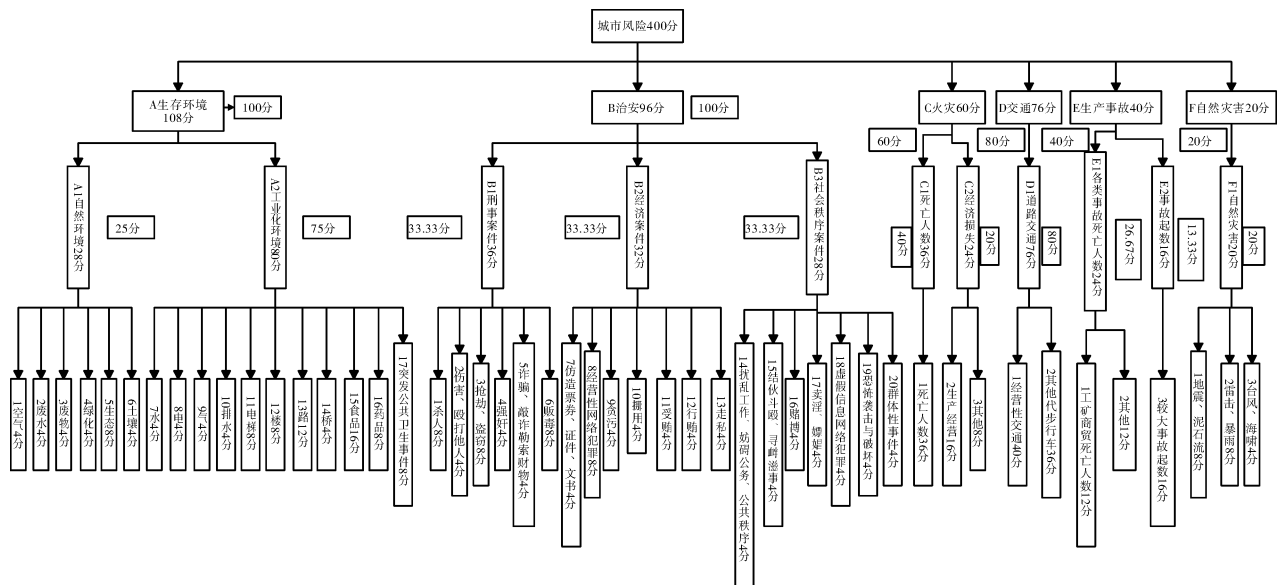 城市风险400分
A生存环境
108分
100分
B治安96分
100分
C火灾60分
D交通76分
E生产事故40分
F自然灾害20分
60分
80分
40分
20分
A1自然环境28分
25分
A2工业化环境80分
75分
33.33分
B1刑事案件36分
33.33分
B2经济案件32分
33.33分
B3社会秩序案件28分
40分
C1死亡人数36分
C2经济损失24分
20分
D1道路交通76分
80分
E1各类事故死亡人数24分
26.67分
E2事故起数16分
13.33分
F1自然灾害20分
20分
1空气4分
2废水4分
3废物4分
4绿化4分
5生态8分
6土壤4分
7水4分
8电4分
9气4分
10排水4分
11电梯8分
12楼8分
13路12分
14桥4分
15食品16分
16药品8分
17突发公共卫生事件8分
1杀人8分
2伤害、殴打他人4分
3抢劫、盗窃8分
4强奸4分
5诈骗、敲诈勒索财物4分
6贩毒8分
7伪造票券、证件、文书4分
8经营性网络犯罪8分
9贪污4分
10挪用4分
11受贿4分
12行贿4分
13走私4分
14扰乱工作、妨碍公务、公共秩序4分
15结伙斗殴、寻衅滋事4分
16赌博4分
17卖淫、嫖娼4分
18虚假信息网络犯罪4分
19恐怖袭击与破坏4分
20群体性事件4分
1死亡人数36分
2生产经营16分
3其他8分
1经营性交通40分
2其他代步行车36分
1工矿商贸死亡人数12分
2其他12分
3较大事故起数16分
1地震、泥石流8分
2雷击、暴雨8分
3台风、海啸4分